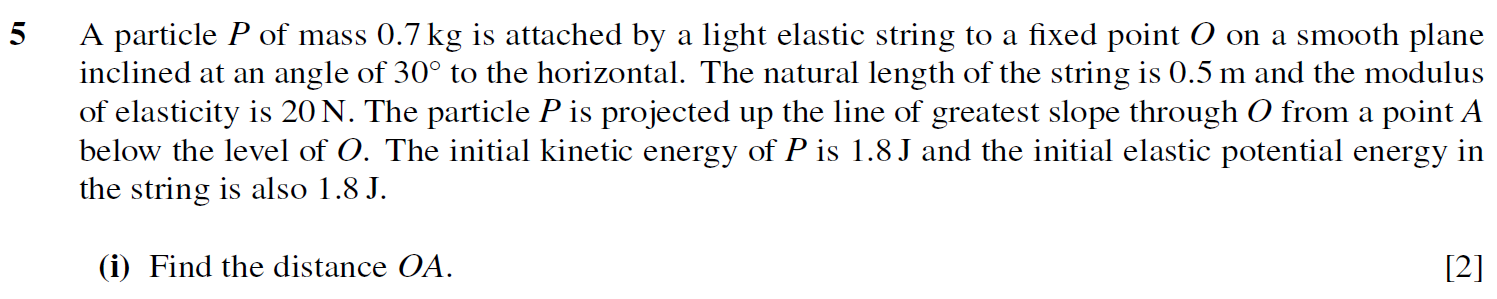 5 A particle P of mass 0.7 kg is attached by a light elastic string to a fixed point O on a smooth plane
inclined at an angle of 30° to the horizontal. The natural length of the string is 0.5 m and the modulus
of elasticity is 20 N. The particle P is projected up the line of greatest slope through O from a point A
below the level of O. The initial kinetic energy of P is 1.8 J and the initial elastic potential energy in
the string is also 1.8 J.
(i) Find the distance OA. [2]